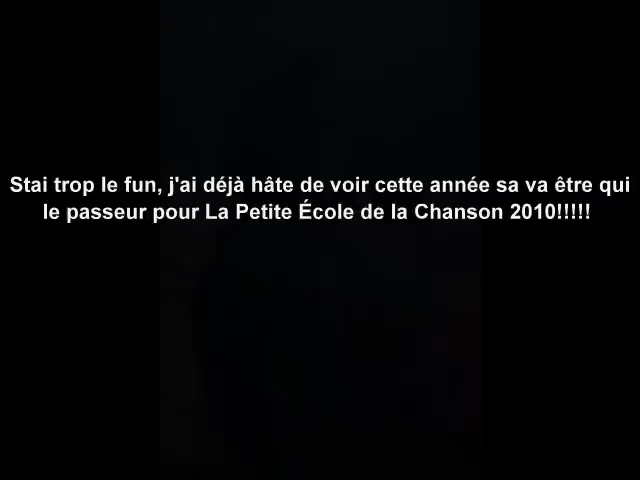 Stai trop le fun, j'ai déjà hâte de voir cette année sa va être qui
le passeur pour La Petite École de la Chanson 2010!!!!!